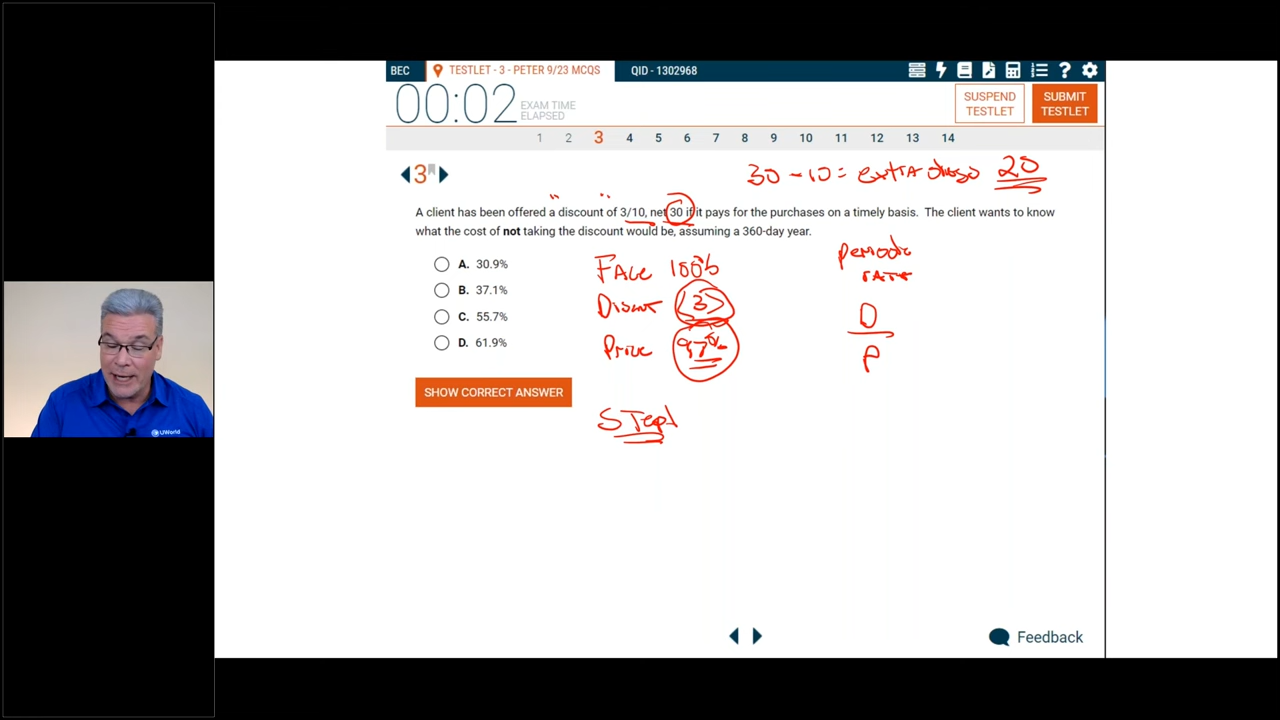 BEC
TESTLET - 3 - PETER 9/23 MCQS
QID - 1302968
00:02
EXAM TIME ELAPSED
SUSPEND TESTLET
SUBMIT TESTLET
1 2 3 4 5 6 7 8 9 10 11 12 13 14
3
30 - 10 = extra days 20
A client has been offered a discount of 3/10, net 30 if it pays for the purchases on a timely basis. The client wants to know
what the cost of not taking the discount would be, assuming a 360-day year.
A. 30.9%
B. 37.1%
C. 55.7%
D. 61.9%
Face 100%
Discount (3)
Price 97%
periodic
rate
D
P
Step 1
SHOW CORRECT ANSWER
UWorld
Feedback